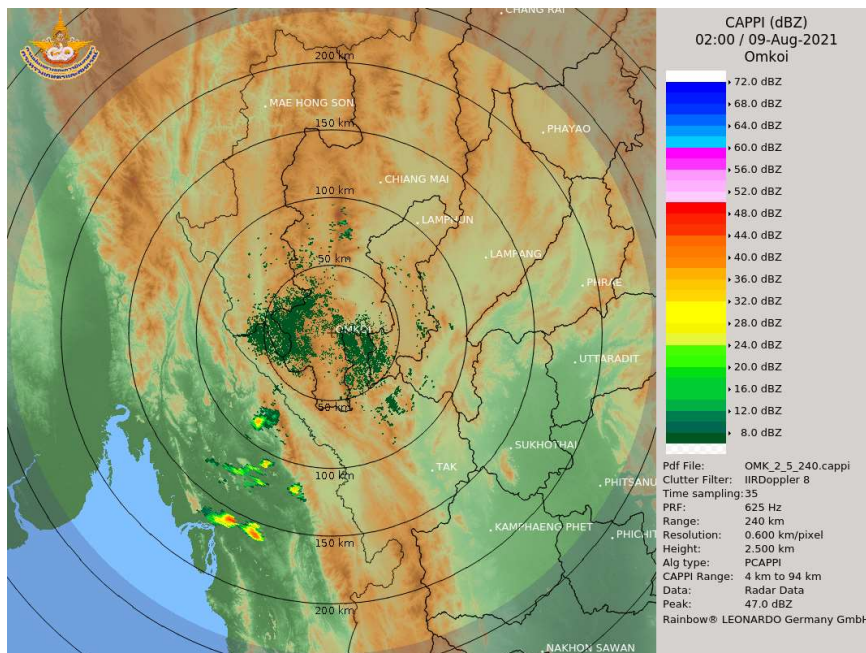 CHANG RAI
200 km
MAE HONG SON
150 km
PHAYAO
CHIANG MAI
100 km
LAMPHUN
LAMPANG
50 km
PHRAE
OMKOI
UTTARADIT
50 km
SUKHOTHAI
TAK
100 km
PHITSANU
KAMPHAENG PHET
PHICHIT
150 km
200 km
NAKHON SAWAN
CAPPI (dBZ)
02:00 / 09-Aug-2021
Omkoi
72.0 dBZ
68.0 dBZ
64.0 dBZ
60.0 dBZ
56.0 dBZ
52.0 dBZ
48.0 dBZ
44.0 dBZ
40.0 dBZ
36.0 dBZ
32.0 dBZ
28.0 dBZ
24.0 dBZ
20.0 dBZ
16.0 dBZ
12.0 dBZ
8.0 dBZ
Pdf File: OMK_2_5_240.cappi
Clutter Filter: IIRDoppler 8
Time sampling: 35
PRF: 625 Hz
Range: 240 km
Resolution: 0.600 km/pixel
Height: 2.500 km
Alg type: PCAPPI
CAPPI Range: 4 km to 94 km
Data: Radar Data
Peak: 47.0 dBZ
Rainbow® LEONARDO Germany GmbH